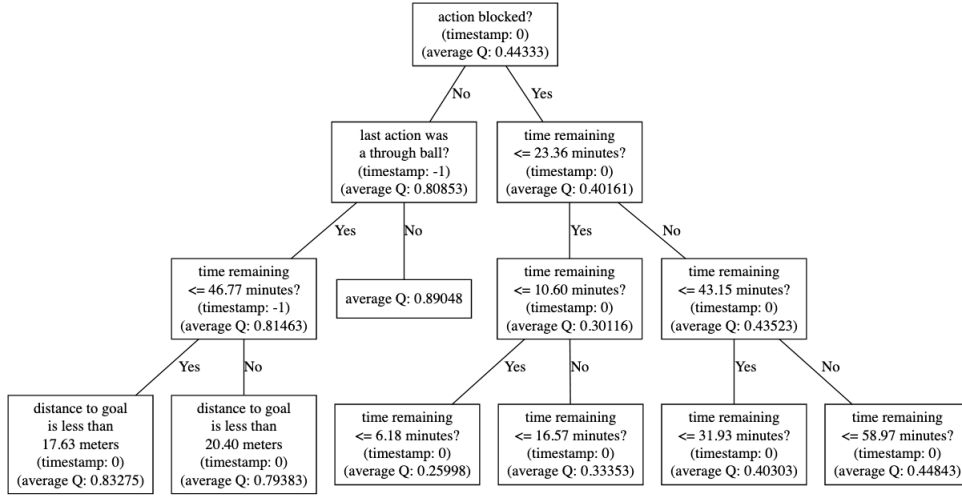 action blocked?
(timestamp: 0)
(average Q: 0.44333)
No
Yes
last action was
a through ball?
(timestamp: -1)
(average Q: 0.80853)
time remaining
<= 23.36 minutes?
(timestamp: 0)
(average Q: 0.40161)
Yes
No
Yes
No
time remaining
<= 46.77 minutes?
(timestamp: -1)
(average Q: 0.81463)
average Q: 0.89048
time remaining
<= 10.60 minutes?
(timestamp: 0)
(average Q: 0.30116)
time remaining
<= 43.15 minutes?
(timestamp: 0)
(average Q: 0.43523)
Yes
No
Yes
No
Yes
No
distance to goal
is less than
17.63 meters
(timestamp: 0)
(average Q: 0.83275)
distance to goal
is less than
20.40 meters
(timestamp: 0)
(average Q: 0.79383)
time remaining
<= 6.18 minutes?
(timestamp: 0)
(average Q: 0.25998)
time remaining
<= 16.57 minutes?
(timestamp: 0)
(average Q: 0.33353)
time remaining
<= 31.93 minutes?
(timestamp: 0)
(average Q: 0.40303)
time remaining
<= 58.97 minutes?
(timestamp: 0)
(average Q: 0.44843)